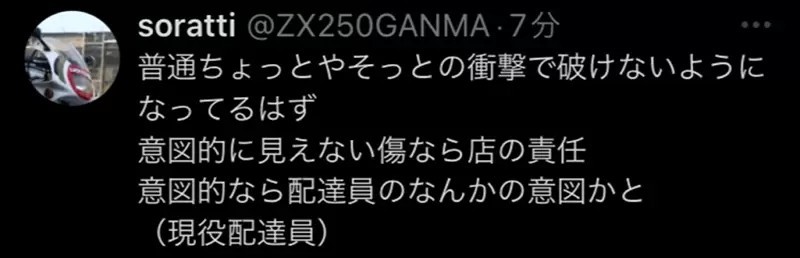 soratti @ZX250GANMA・7分
普通ちょっとやそっとの衝撃で破けないように
なってるはず
意図的に見えない傷なら店の責任
意図的なら配達員のなんかの意図かと
（現役配達員）